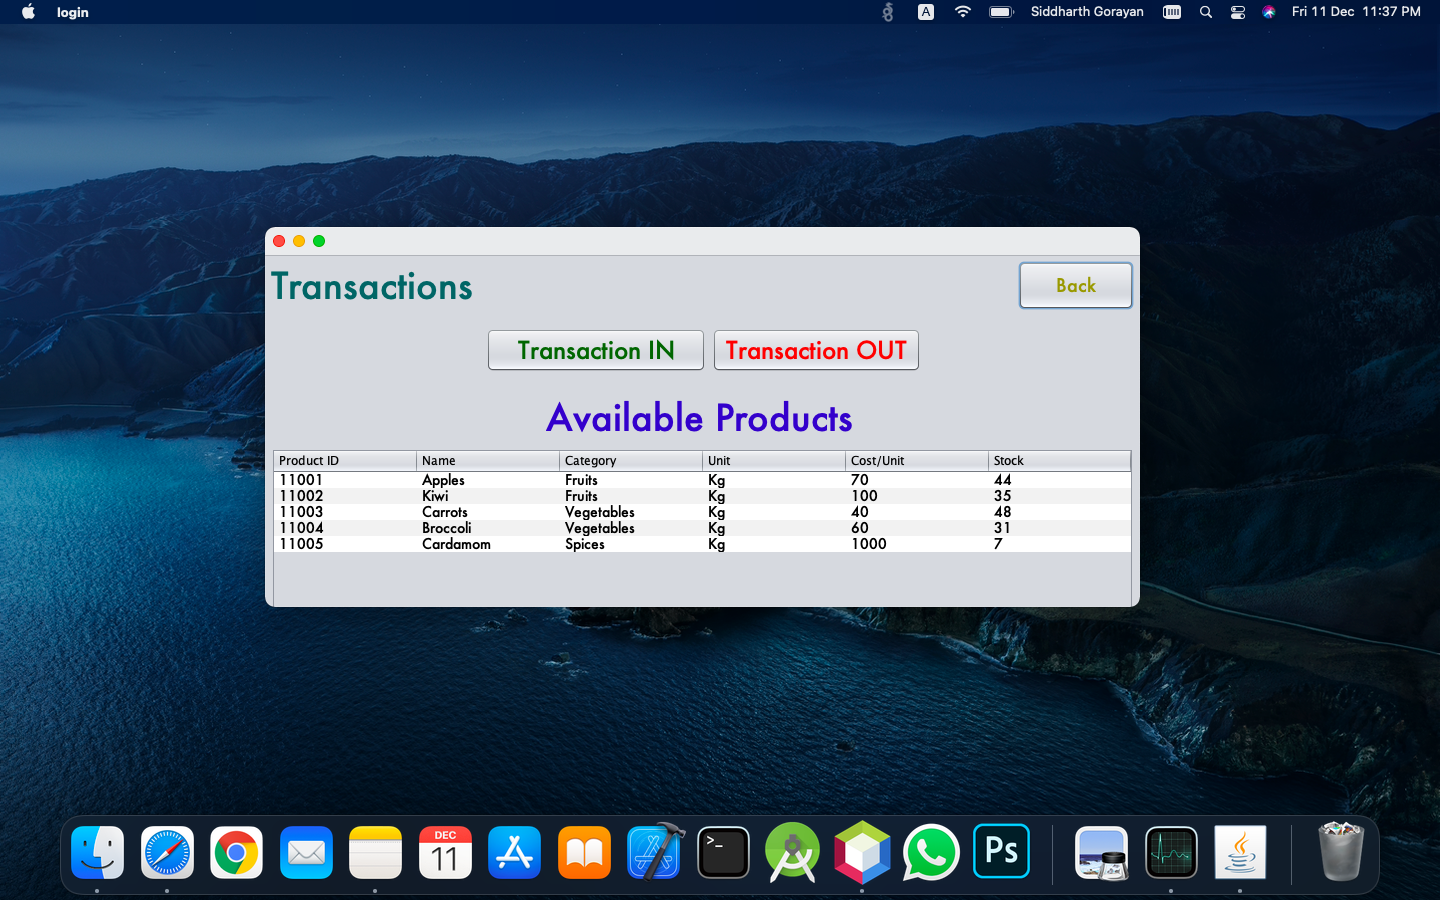 login A Siddharth Gorayan Fri 11 Dec 11:37 PM
Transactions
Back
Transaction IN Transaction OUT
Available Products
Product ID Name Category Unit Cost/Unit Stock
11001 Apples Fruits Kg 70 44
11002 Kiwi Fruits Kg 100 35
11003 Carrots Vegetables Kg 40 48
11004 Broccoli Vegetables Kg 60 31
11005 Cardamom Spices Kg 1000 7
DEC
11
>_
Ps